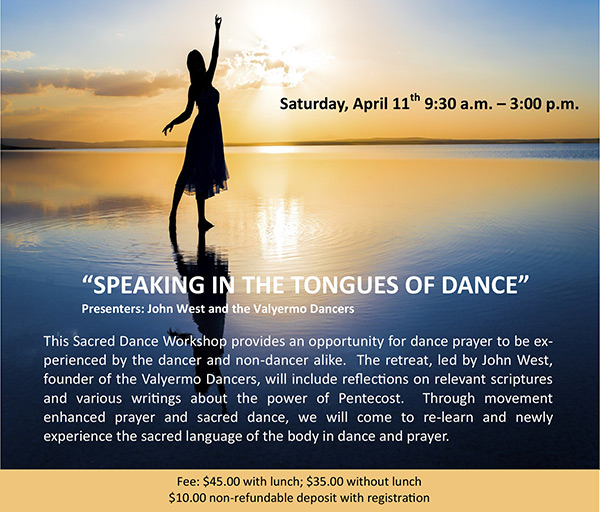 Saturday, April 11th 9:30 a.m. – 3:00 p.m.
“SPEAKING IN THE TONGUES OF DANCE”
Presenters: John West and the Valyermo Dancers
This Sacred Dance Workshop provides an opportunity for dance prayer to be ex-
perienced by the dancer and non-dancer alike. The retreat, led by John West,
founder of the Valyermo Dancers, will include reflections on relevant scriptures
and various writings about the power of Pentecost. Through movement
enhanced prayer and sacred dance, we will come to re-learn and newly
experience the sacred language of the body in dance and prayer.
Fee: $45.00 with lunch; $35.00 without lunch
$10.00 non-refundable deposit with registration